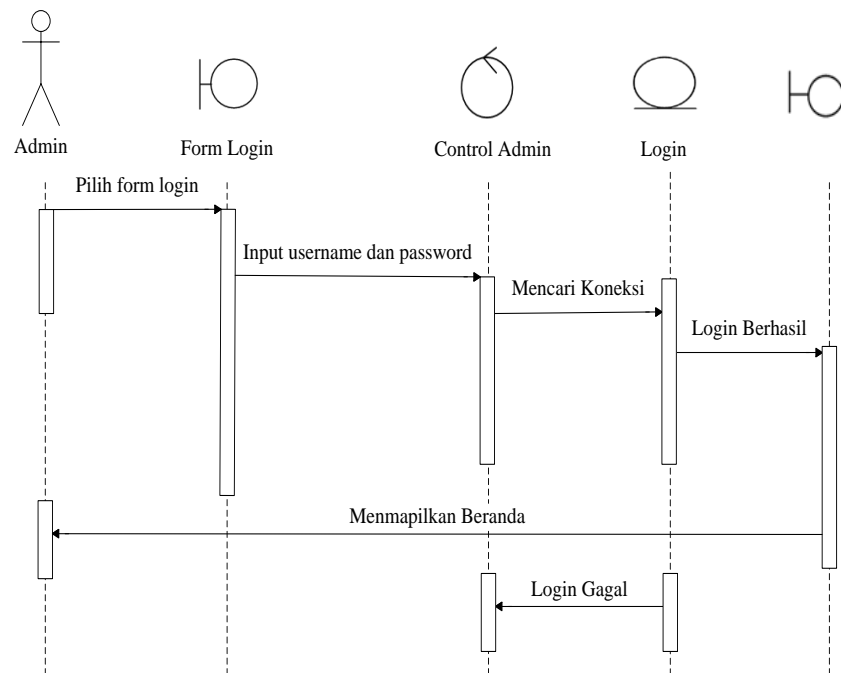 Admin
Form Login
Control Admin
Login
Pilih form login
Input username dan password
Mencari Koneksi
Login Berhasil
Menmapilkan Beranda
Login Gagal